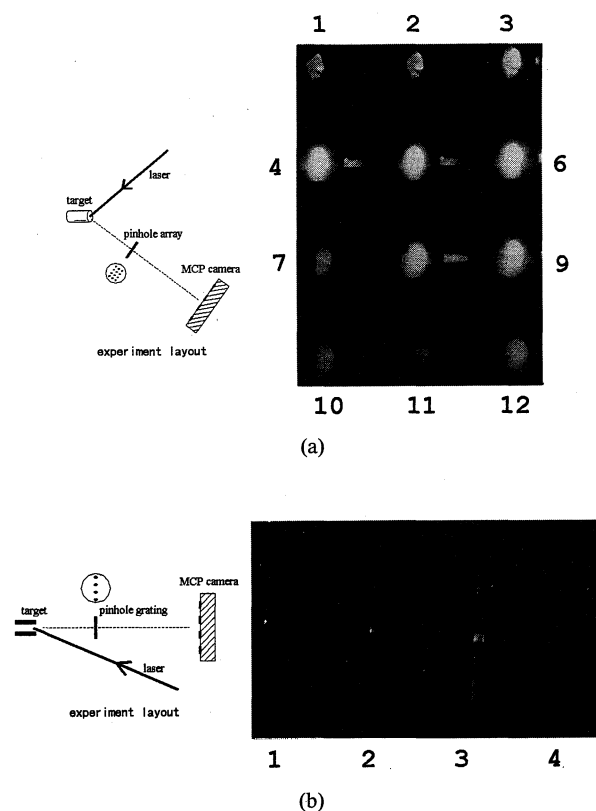 1 2 3
4 6
laser
target
pinhole array
7 9
MCP camera
experiment layout
10 11 12
(a)
MCP camera
target
pinhole grating
laser
experiment layout
1 2 3 4
(b)